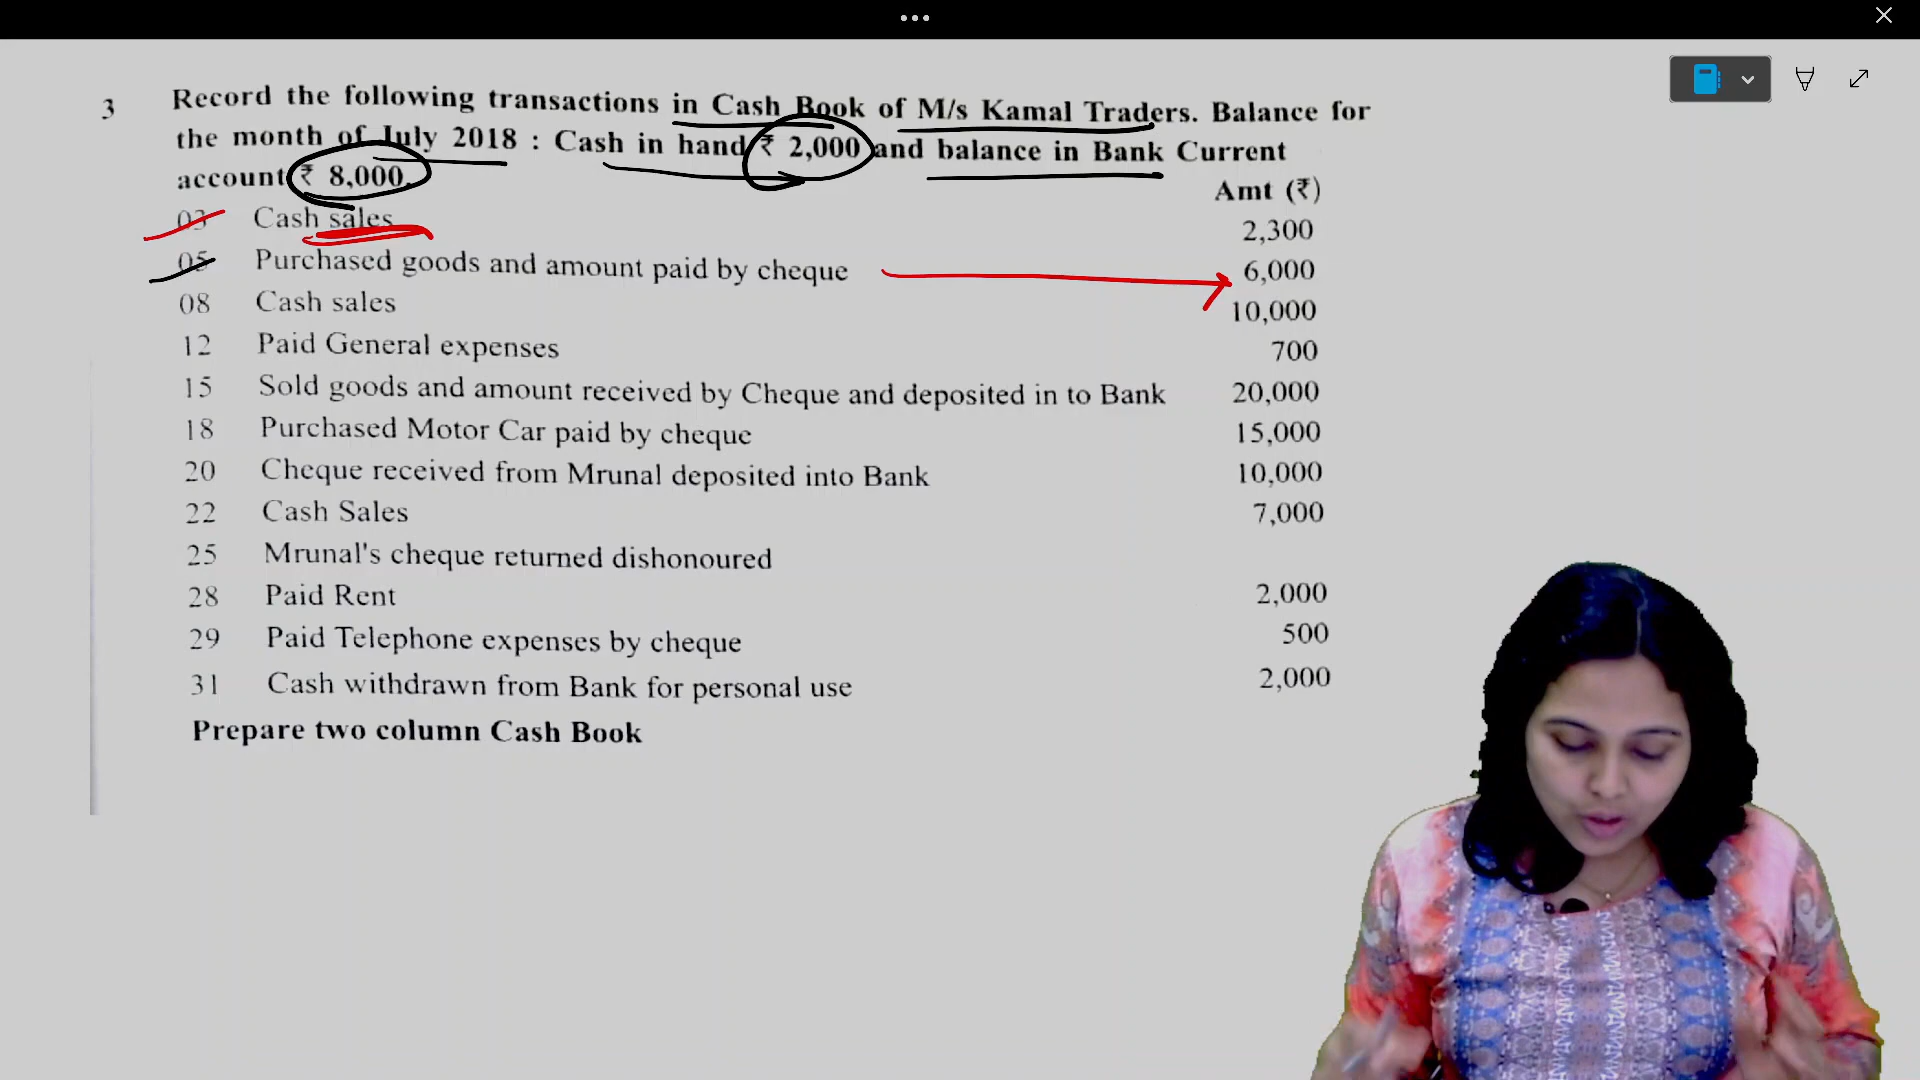 3 Record the following transactions in Cash Book of M/s Kamal Traders. Balance for
the month of July 2018 : Cash in hand ₹ 2,000 and balance in Bank Current
account ₹ 8,000.
Amt (₹)
03 Cash sales 2,300
05 Purchased goods and amount paid by cheque 6,000
08 Cash sales 10,000
12 Paid General expenses 700
15 Sold goods and amount received by Cheque and deposited in to Bank 20,000
18 Purchased Motor Car paid by cheque 15,000
20 Cheque received from Mrunal deposited into Bank 10,000
22 Cash Sales 7,000
25 Mrunal's cheque returned dishonoured
28 Paid Rent 2,000
29 Paid Telephone expenses by cheque 500
31 Cash withdrawn from Bank for personal use 2,000
Prepare two column Cash Book